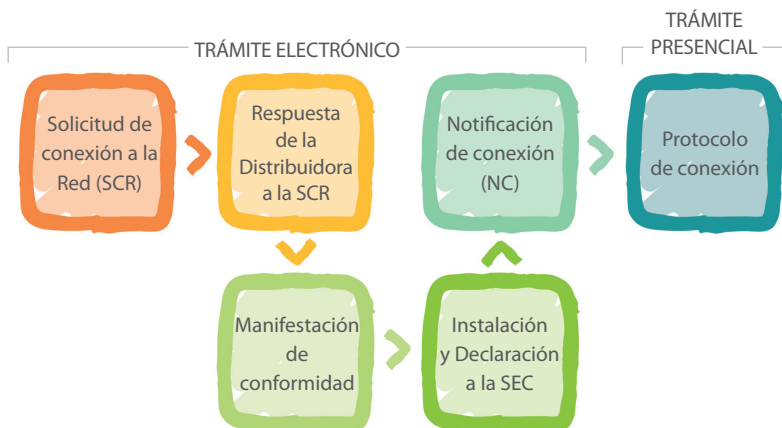 TRÁMITE ELECTRÓNICO
TRÁMITE
PRESENCIAL
Solicitud de
conexión a la
Red (SCR)
Respuesta
de la
Distribuidora
a la SCR
Manifestación
de
conformidad
Instalación
y Declaración
a la SEC
Notificación
de conexión
(NC)
Protocolo
de conexión